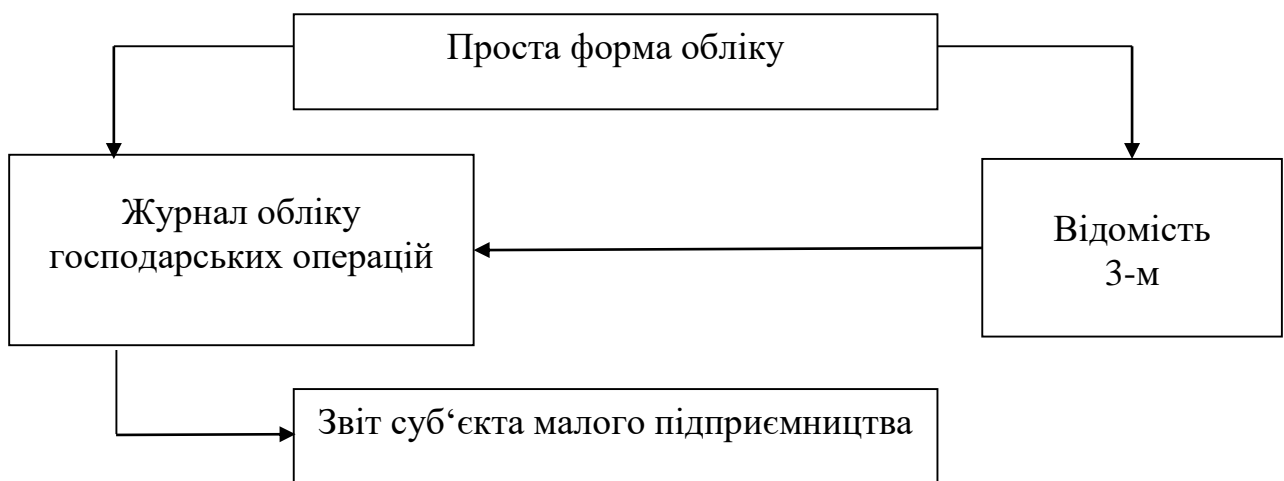 Проста форма обліку
Журнал обліку
господарських операцій
Відомість
3-м
Звіт суб‘єкта малого підприємництва